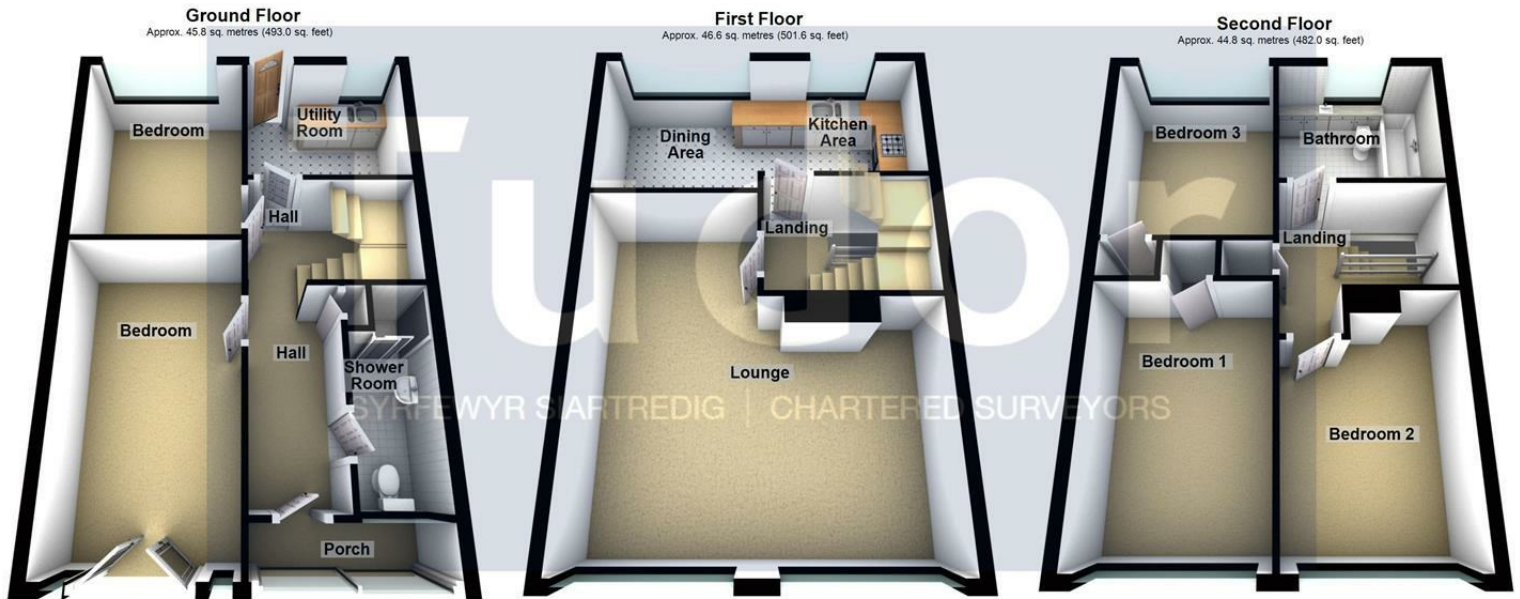 Ground Floor
Approx. 45.8 sq. metres (493.0 sq. feet)
Bedroom
Utility
Room
Hall
Bedroom
Hall
Shower
Room
Porch
First Floor
Approx. 46.6 sq. metres (501.6 sq. feet)
Dining
Area
Kitchen
Area
Landing
Lounge
Second Floor
Approx. 44.8 sq. metres (482.0 sq. feet)
Bedroom 3
Bathroom
Landing
Bedroom 1
Bedroom 2
Tudor
SYRFEWYR SIARTREDIG | CHARTERED SURVEYORS